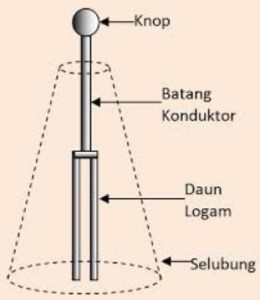 Knop
Batang
Konduktor
Daun
Logam
Selubung